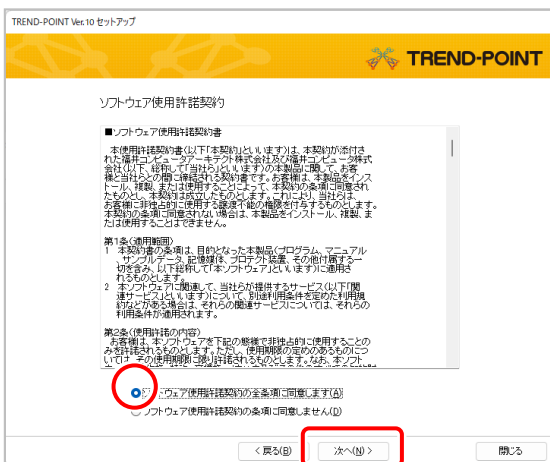 TREND-POINT Ver.10 セットアップ
TREND-POINT
ソフトウェア使用許諾契約
■ソフトウェア使用許諾契約書
本使用許諾契約書(以下「本契約」といいます)は、本契約が添付さ
れた福井コンピュータアーキテクト株式会社及び福井コンピュータ株式
会社(以下、総称して「当社ら」といいます)の本製品に関して、お客
様と当社らとの間に締結される契約書です。お客様は、本製品をインス
トール、複製、または使用することによって、本契約の条項に同意され
たものとし、本契約は成立したものとします。これにより、当社らは、
お客様に非独占的に使用する譲渡不能の権限を付与するものとします。
本契約の条項に同意されない場合は、本製品をインストール、複製、ま
たは使用することはできません。
第1条(適用範囲)
1 本契約書の条項は、目的となった本製品(プログラム、マニュアル
、サンプルデータ、記憶媒体、プロテクト装置、その他付属する一
切を含み、以下総称して「本ソフトウェア」といいます)に適用さ
れるものとします。
2 本ソフトウェアに関連して、当社らが提供するサービス(以下「関
連サービス」といいます)について、別途利用条件を定めた利用規
約などがある場合は、それらの関連サービスについては、それらの
利用条件が適用されます。
第2条(使用許諾の内容)
お客様は、本ソフトウェアを下記の態様で非独占的に使用することの
みを許諾されるものとします。ただし、使用期限の定めのあるものにつ
いては、その使用期限に限り許諾されるものとします。なお、本ソフト
ソフトウェア使用許諾契約の全条項に同意します(A)
ソフトウェア使用許諾契約の条項に同意しません(D)
< 戻る(B)
次へ(N) >
閉じる